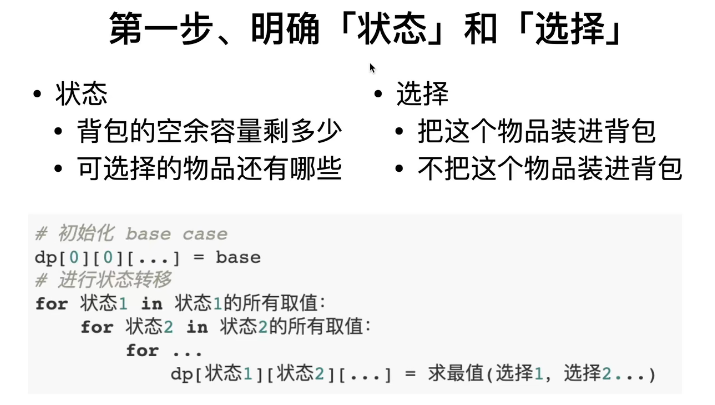 第一步、明确「状态」和「选择」
• 状态
• 背包的空余容量剩多少
• 可选择的物品还有哪些
• 选择
• 把这个物品装进背包
• 不把这个物品装进背包
# 初始化 base case
dp[0][0][...] = base
# 进行状态转移
for 状态1 in 状态1的所有取值：
    for 状态2 in 状态2的所有取值：
        for ...
            dp[状态1][状态2][...] = 求最值(选择1, 选择2...)